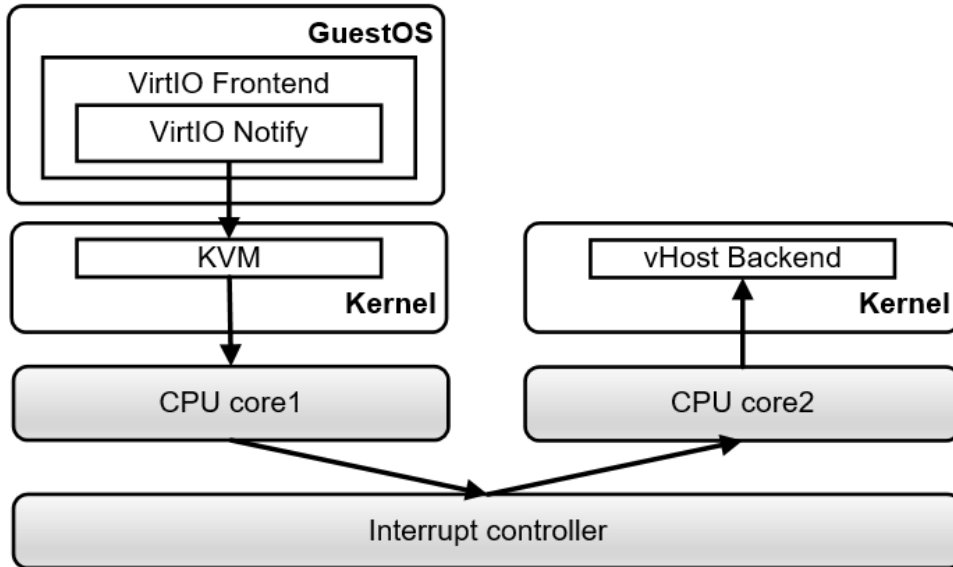 GuestOS
VirtIO Frontend
VirtIO Notify
KVM
Kernel
vHost Backend
Kernel
CPU core1
CPU core2
Interrupt controller